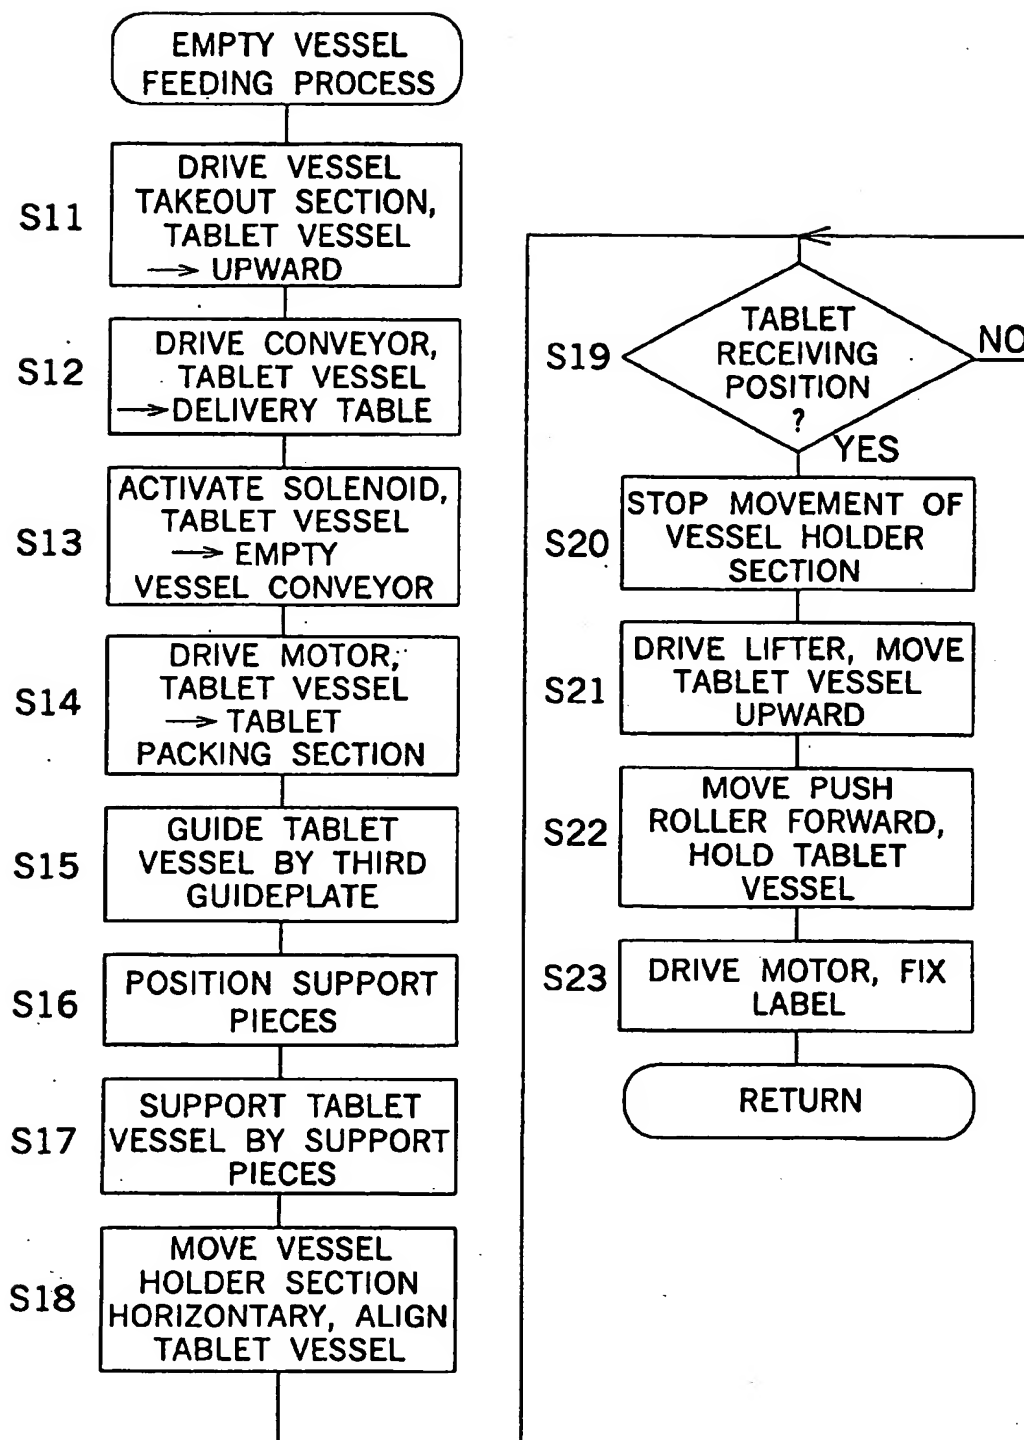 EMPTY VESSEL
FEEDING PROCESS
S11
DRIVE VESSEL
TAKEOUT SECTION,
TABLET VESSEL
→ UPWARD
S12
DRIVE CONVEYOR,
TABLET VESSEL
→ DELIVERY TABLE
S13
ACTIVATE SOLENOID,
TABLET VESSEL
→ EMPTY
VESSEL CONVEYOR
S14
DRIVE MOTOR,
TABLET VESSEL
→ TABLET
PACKING SECTION
S15
GUIDE TABLET
VESSEL BY THIRD
GUIDEPLATE
S16
POSITION SUPPORT
PIECES
S17
SUPPORT TABLET
VESSEL BY SUPPORT
PIECES
S18
MOVE VESSEL
HOLDER SECTION
HORIZONTARY, ALIGN
TABLET VESSEL
S19
TABLET
RECEIVING
POSITION
?
NO
YES
S20
STOP MOVEMENT OF
VESSEL HOLDER
SECTION
S21
DRIVE LIFTER, MOVE
TABLET VESSEL
UPWARD
S22
MOVE PUSH
ROLLER FORWARD,
HOLD TABLET
VESSEL
S23
DRIVE MOTOR, FIX
LABEL
RETURN